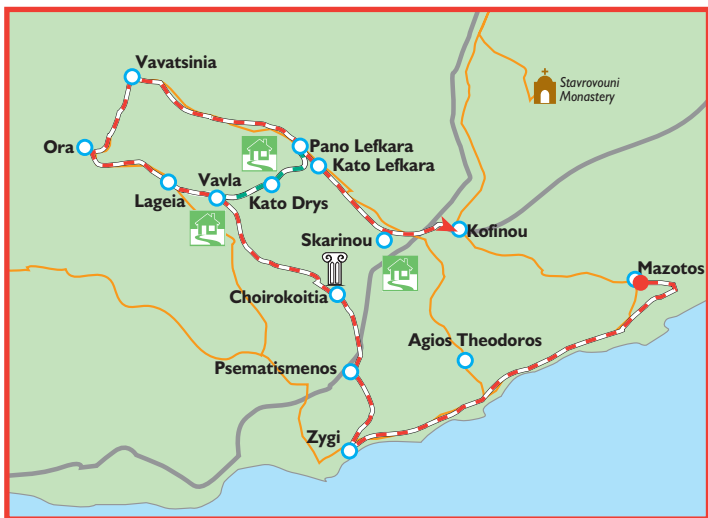 Vavatsinia
Stavrovouni
Monastery
Ora
Pano Lefkara
Kato Lefkara
Vavla
Lageia
Kato Drys
Skarinou
Kofinou
Mazotos
Choirokoitia
Agios Theodoros
Psematismenos
Zygi